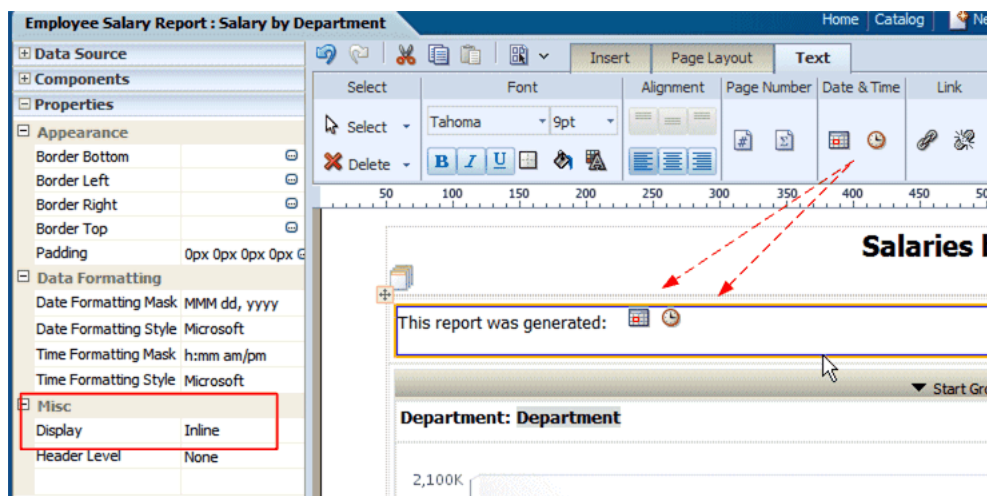 Employee Salary Report : Salary by Department
Home Catalog
Data Source
Components
Properties
Appearance
Border Bottom
Border Left
Border Right
Border Top
Padding 0px 0px 0px 0px
Data Formatting
Date Formatting Mask MMM dd, yyyy
Date Formatting Style Microsoft
Time Formatting Mask h:mm am/pm
Time Formatting Style Microsoft
Misc
Display Inline
Header Level None
Insert Page Layout Text
Select Font Alignment Page Number Date & Time Link
Select Tahoma 9pt
Delete B I U
50 100 150 200 250 300 350 400 450
Salaries
This report was generated:
Start Gr
Department: Department
2,100K